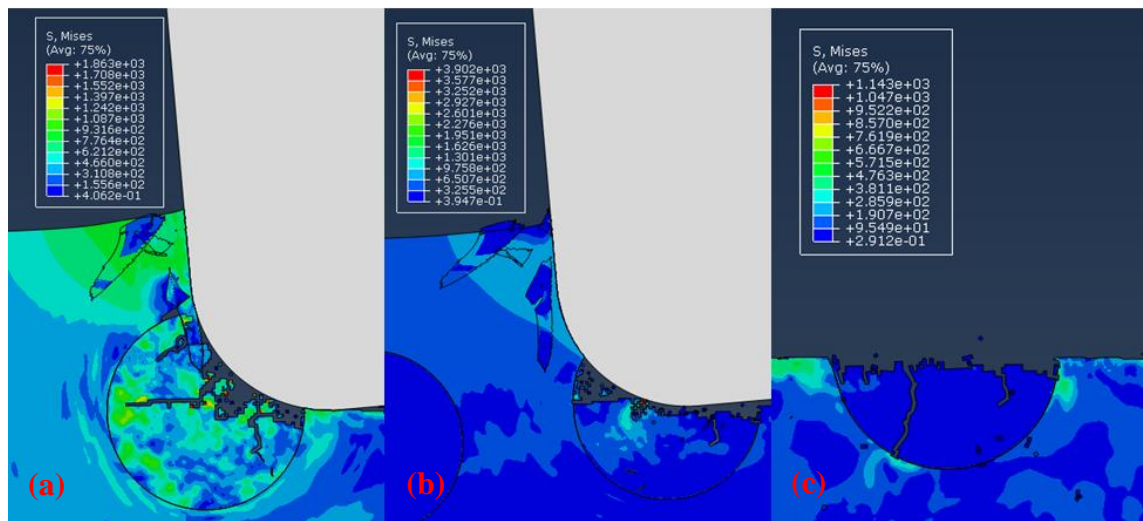 S, Mises
(Avg: 75%)
+1.863e+03
+1.708e+03
+1.552e+03
+1.397e+03
+1.242e+03
+1.087e+03
+9.316e+02
+7.764e+02
+6.212e+02
+4.660e+02
+3.108e+02
+1.556e+02
+4.062e-01
(a)
S, Mises
(Avg: 75%)
+3.902e+03
+3.577e+03
+3.252e+03
+2.927e+03
+2.601e+03
+2.276e+03
+1.951e+03
+1.626e+03
+1.301e+03
+9.758e+02
+6.507e+02
+3.255e+02
+3.947e-01
(b)
S, Mises
(Avg: 75%)
+1.143e+03
+1.047e+03
+9.522e+02
+8.570e+02
+7.619e+02
+6.667e+02
+5.715e+02
+4.763e+02
+3.811e+02
+2.859e+02
+1.907e+02
+9.549e+01
+2.912e-01
(c)